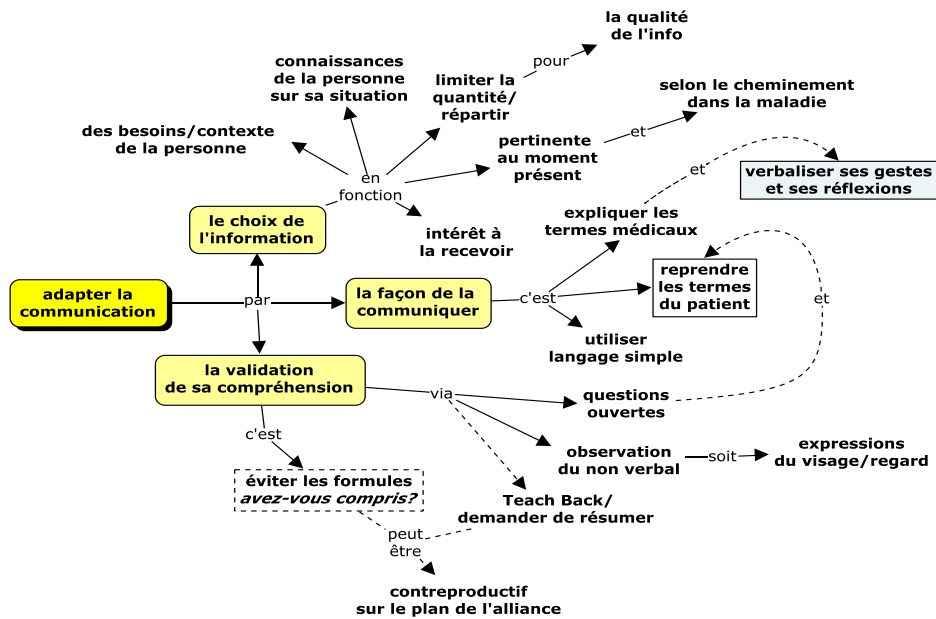 la qualité
de l'info
pour
connaissances
de la personne
sur sa situation
limiter la
quantité/
répartir
selon le cheminement
dans la maladie
des besoins/contexte
de la personne
et
pertinente
au moment
présent
et
verbaliser ses gestes
et ses réflexions
en
fonction
le choix de
l'information
intérêt à
la recevoir
expliquer les
termes médicaux
adapter la
communication
par
la façon de la
communiquer
c'est
reprendre
les termes
du patient
et
utiliser
langage simple
la validation
de sa compréhension
via
questions
ouvertes
c'est
observation
du non verbal
soit
expressions
du visage/regard
éviter les formules
avez-vous compris?
Teach Back/
demander de résumer
peut
être
contreproductif
sur le plan de l'alliance